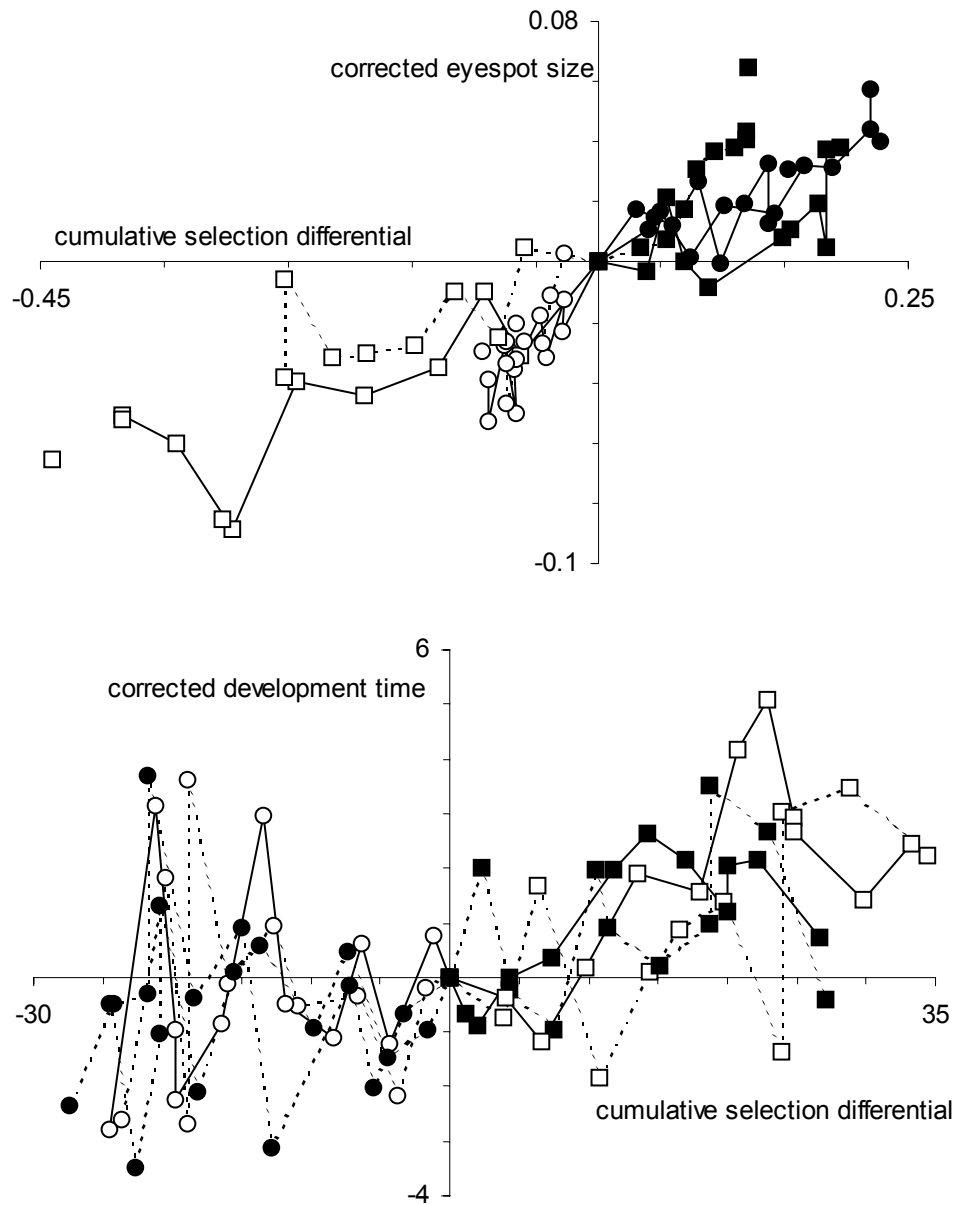 0.08
corrected eyespot size
cumulative selection differential
-0.45
0.25
-0.1
6
corrected development time
-30
35
cumulative selection differential
-4